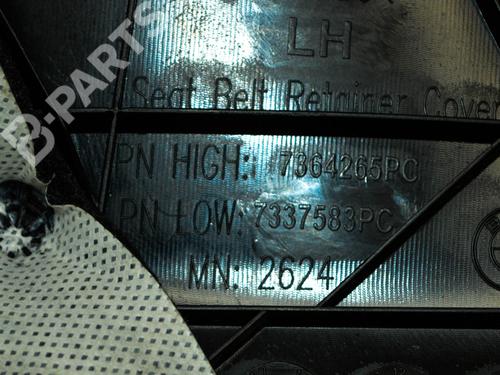 LH
Seat Belt Retainer Cover
PN HIGH: 7364265PC
PN LOW: 7337583PC
MN: 2624
B-PARTS